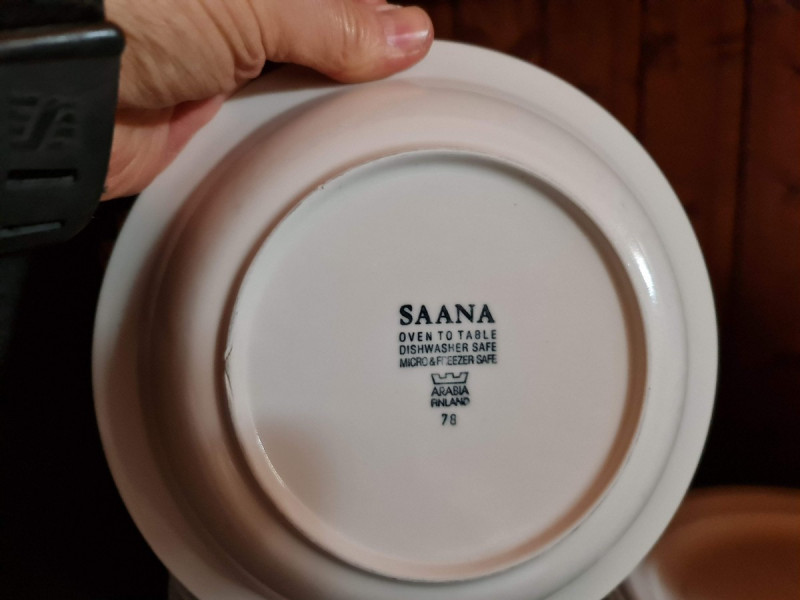 SAANA
OVEN TO TABLE
DISHWASHER SAFE
MICRO & FREEZER SAFE
ARABIA
FINLAND
78